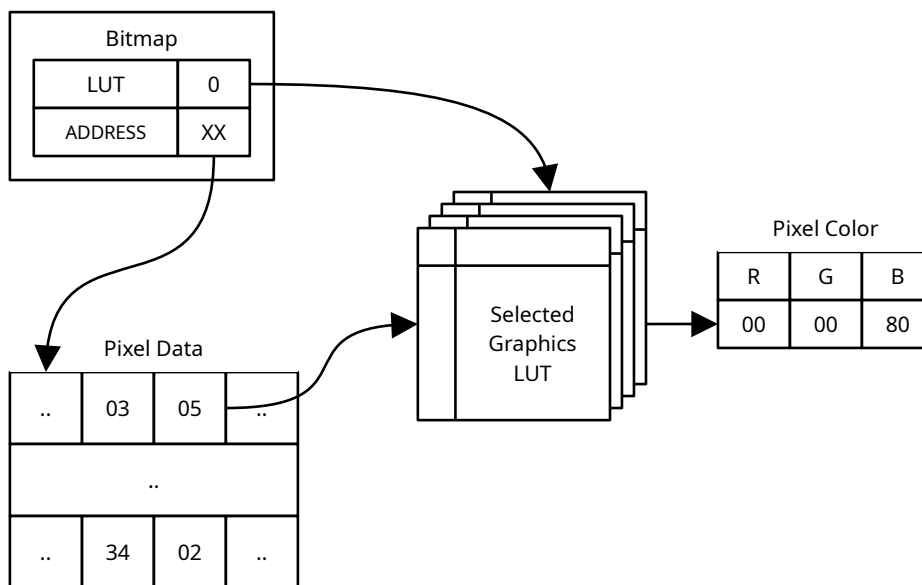 Bitmap
LUT 0
ADDRESS XX
Pixel Color
R G B
00 00 80
Selected
Graphics
LUT
Pixel Data
.. 03 05 ..
..
.. 34 02 ..